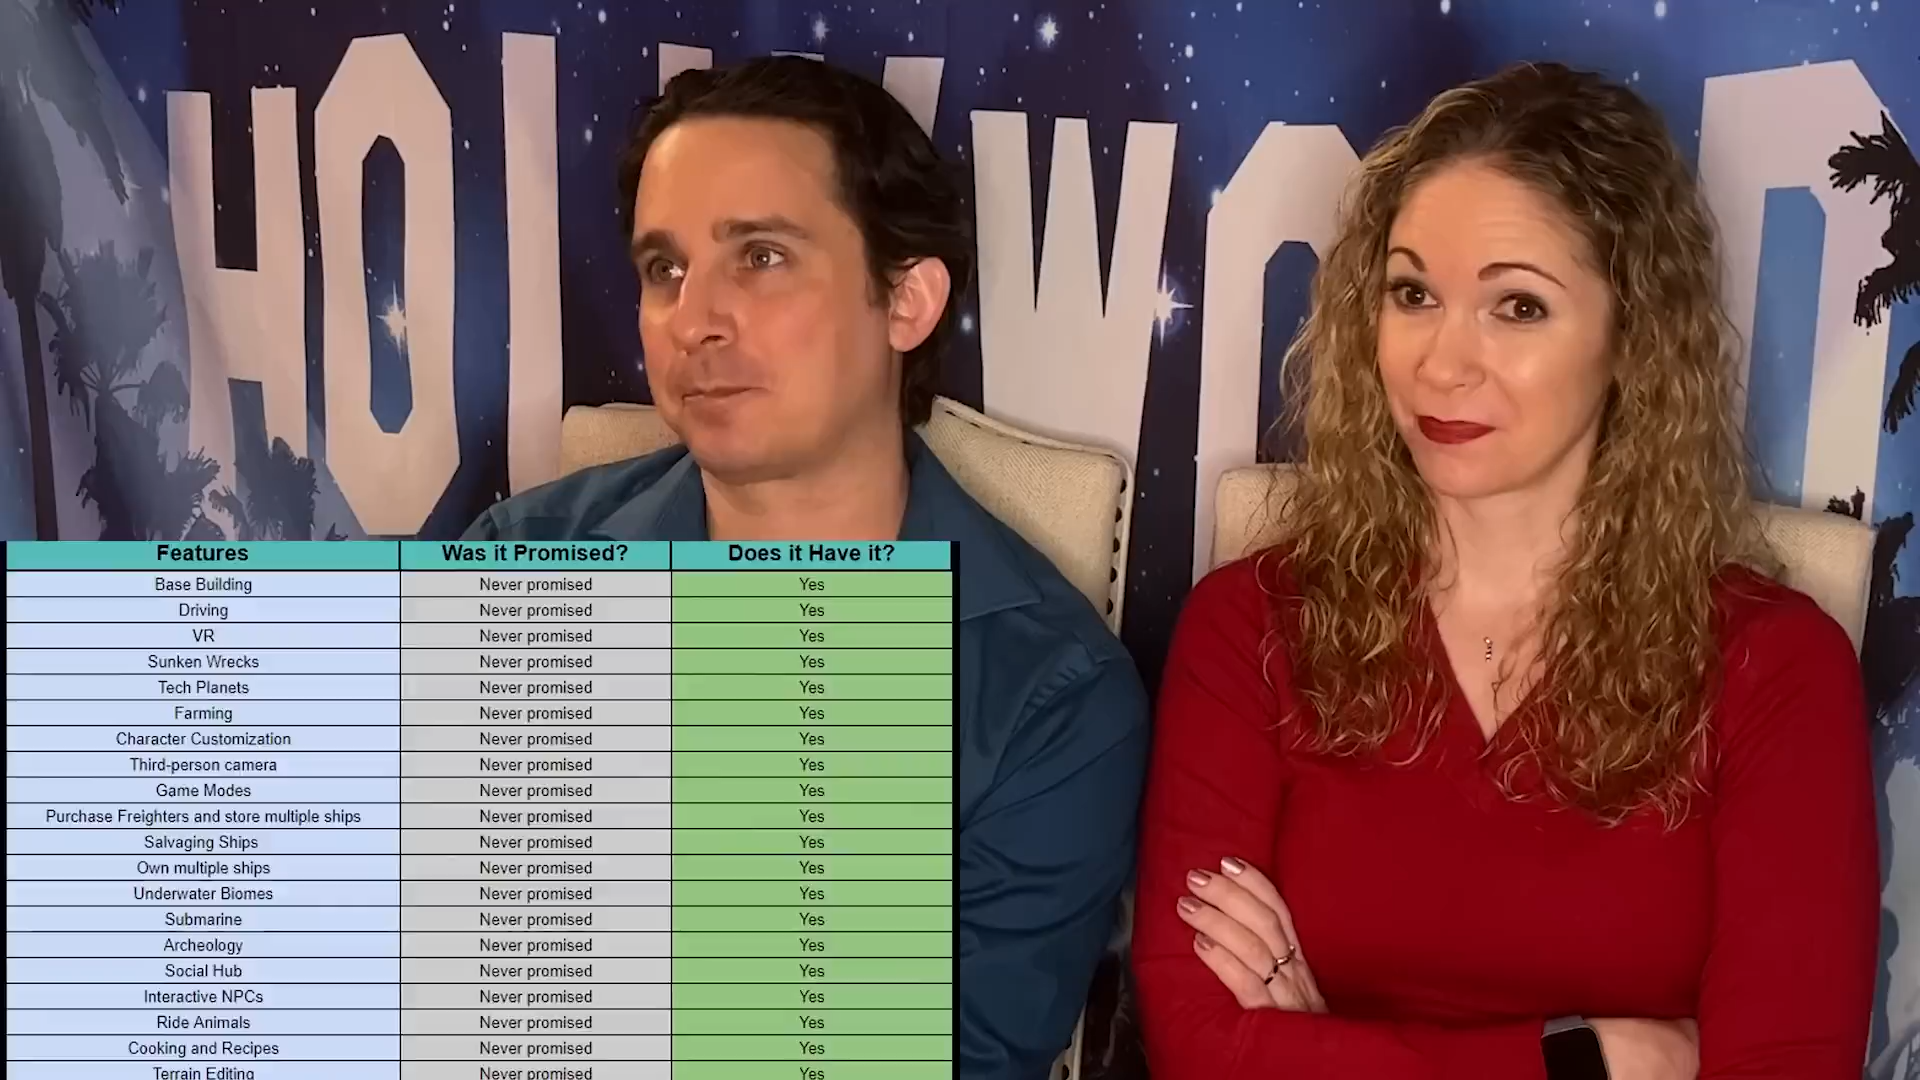 HOLLYWOOD
Features Was it Promised? Does it Have it?
Base Building Never promised Yes
Driving Never promised Yes
VR Never promised Yes
Sunken Wrecks Never promised Yes
Tech Planets Never promised Yes
Farming Never promised Yes
Character Customization Never promised Yes
Third-person camera Never promised Yes
Game Modes Never promised Yes
Purchase Freighters and store multiple ships Never promised Yes
Salvaging Ships Never promised Yes
Own multiple ships Never promised Yes
Underwater Biomes Never promised Yes
Submarine Never promised Yes
Archeology Never promised Yes
Social Hub Never promised Yes
Interactive NPCs Never promised Yes
Ride Animals Never promised Yes
Cooking and Recipes Never promised Yes
Terrain Editing Never promised Yes